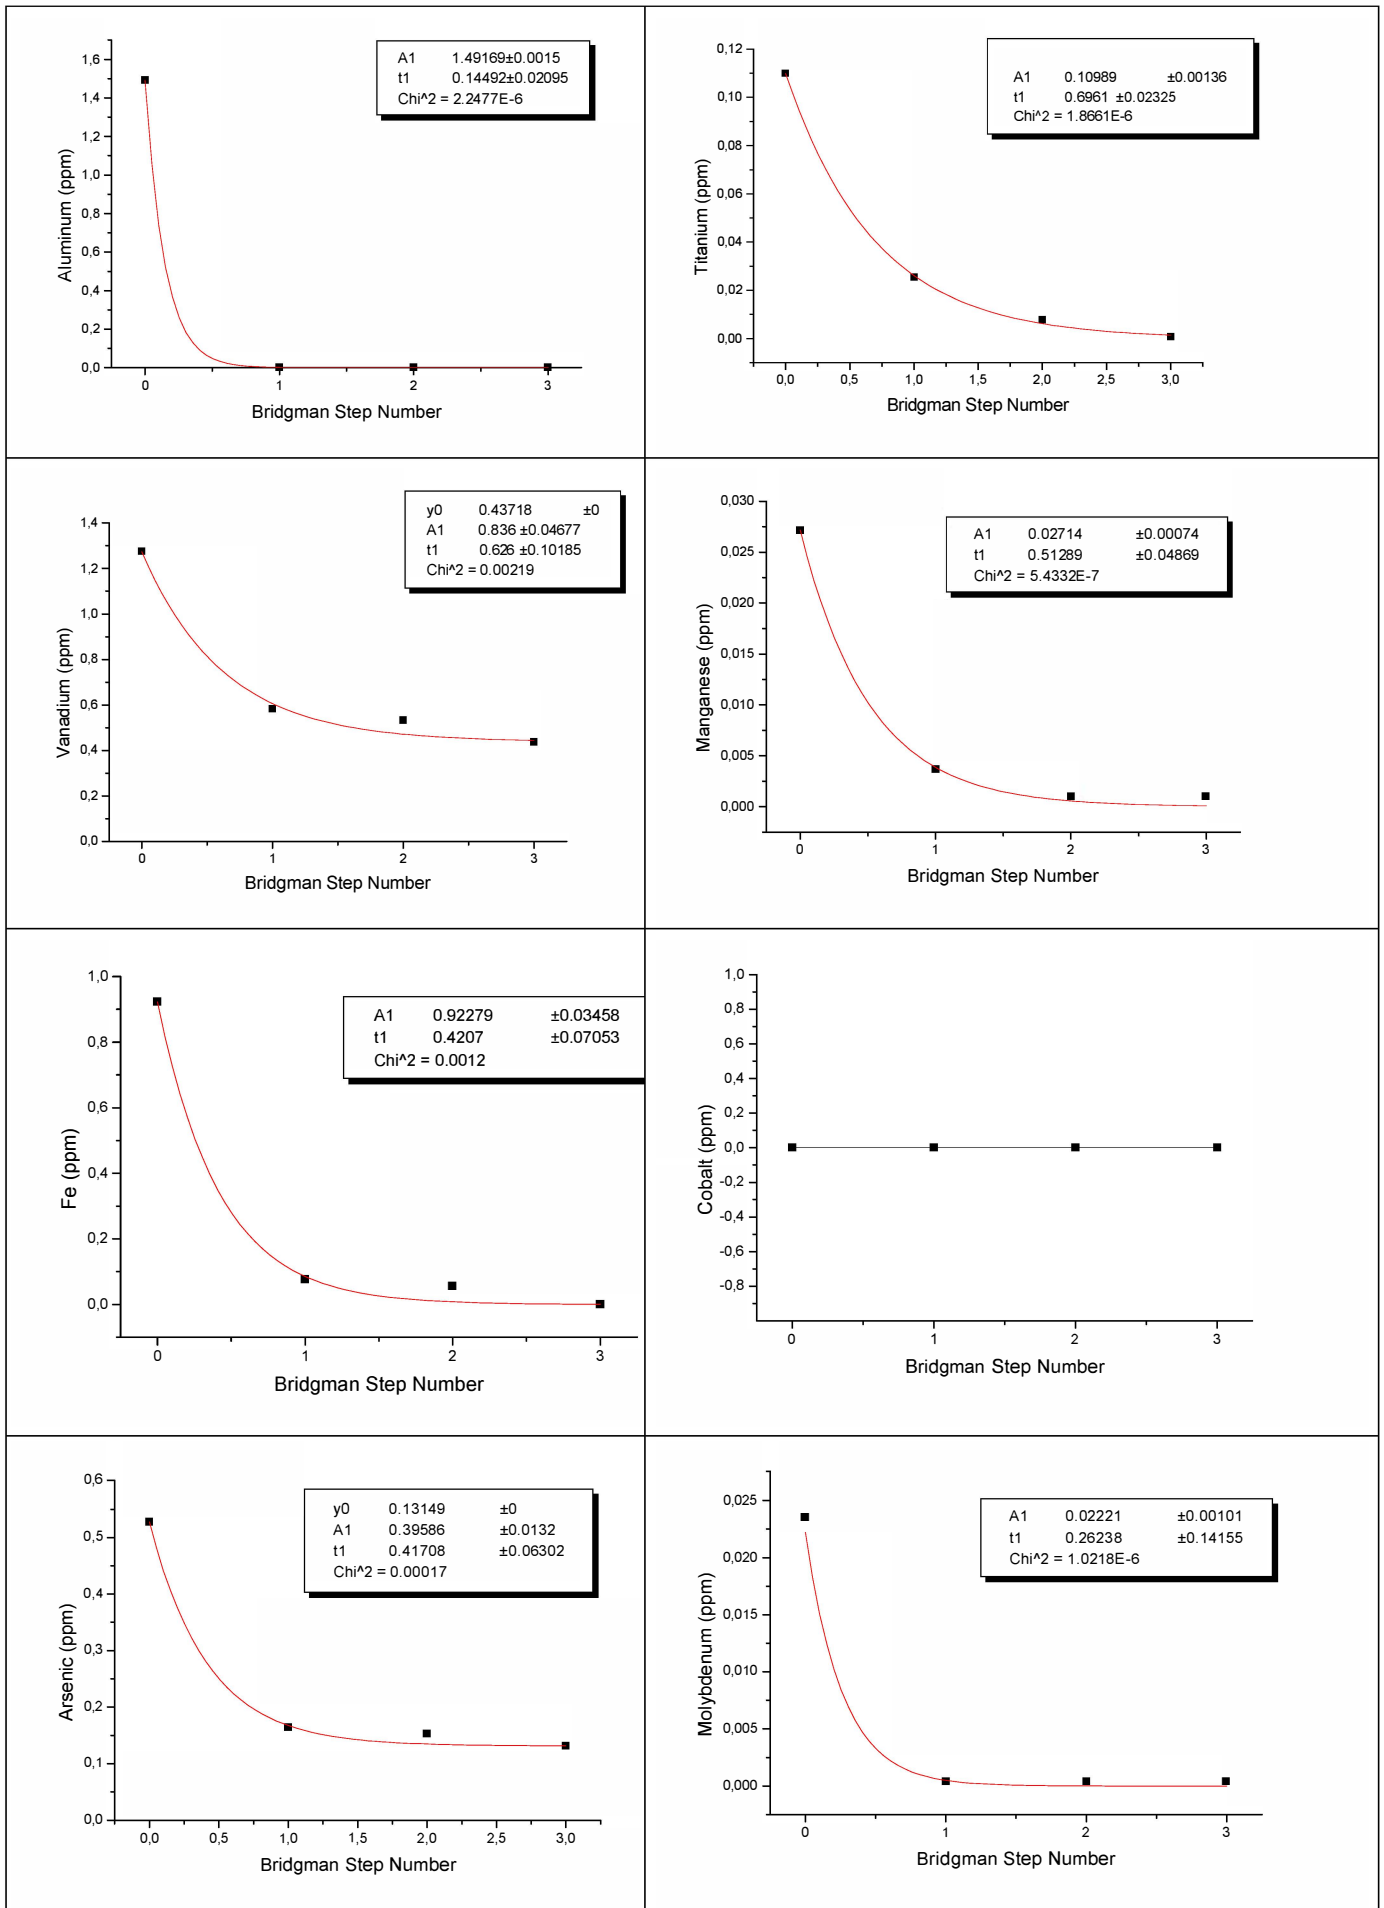 A1 1.49169±0.0015
t1 0.14492±0.02095
Chi^2 = 2.2477E-6
1,6
1,4
1,2
1,0
0,8
0,6
0,4
0,2
0,0
0 1 2 3
Aluminum (ppm)
Bridgman Step Number
A1 0.10989 ±0.00136
t1 0.6961 ±0.02325
Chi^2 = 1.8661E-6
0,12
0,10
0,08
0,06
0,04
0,02
0,00
0,0 0,5 1,0 1,5 2,0 2,5 3,0
Titanium (ppm)
Bridgman Step Number
y0 0.43718 ±0
A1 0.836 ±0.04677
t1 0.626 ±0.10185
Chi^2 = 0.00219
1,4
1,2
1,0
0,8
0,6
0,4
0,2
0,0
0 1 2 3
Vanadium (ppm)
Bridgman Step Number
A1 0.02714 ±0.00074
t1 0.51289 ±0.04869
Chi^2 = 5.4332E-7
0,030
0,025
0,020
0,015
0,010
0,005
0,000
0 1 2 3
Manganese (ppm)
Bridgman Step Number
A1 0.92279 ±0.03458
t1 0.4207 ±0.07053
Chi^2 = 0.0012
1,0
0,8
0,6
0,4
0,2
0,0
0 1 2 3
Fe (ppm)
Bridgman Step Number
1,0
0,8
0,6
0,4
0,2
0,0
-0,2
-0,4
-0,6
-0,8
0 1 2 3
Cobalt (ppm)
Bridgman Step Number
y0 0.13149 ±0
A1 0.39586 ±0.0132
t1 0.41708 ±0.06302
Chi^2 = 0.00017
0,6
0,5
0,4
0,3
0,2
0,1
0,0
0,0 0,5 1,0 1,5 2,0 2,5 3,0
Arsenic (ppm)
Bridgman Step Number
A1 0.02221 ±0.00101
t1 0.26238 ±0.14155
Chi^2 = 1.0218E-6
0,025
0,020
0,015
0,010
0,005
0,000
0 1 2 3
Molybdenum (ppm)
Bridgman Step Number